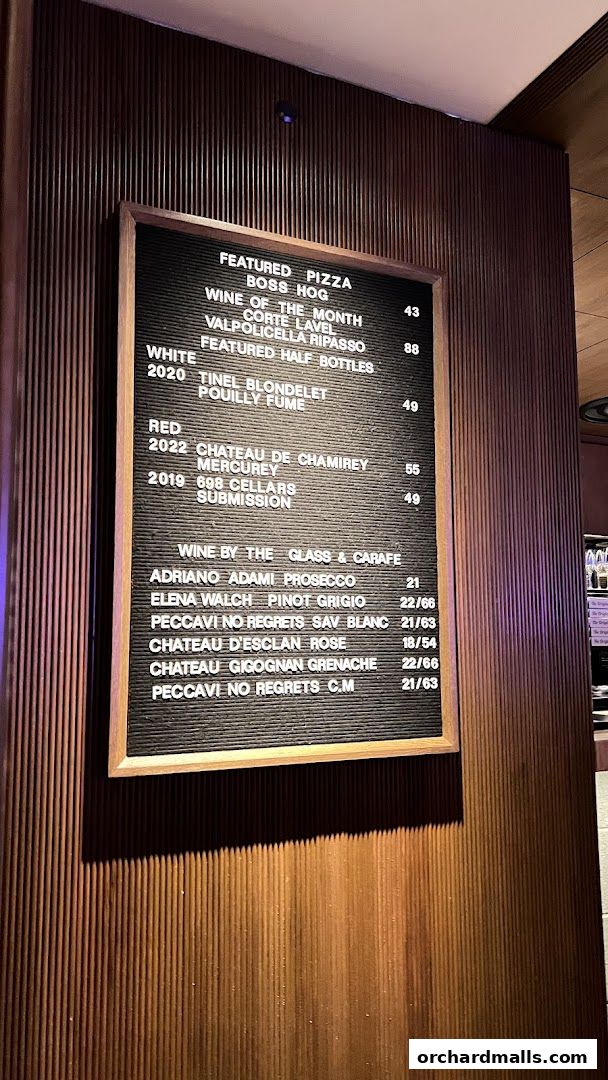 FEATURED PIZZA
BOSS HOG 43
WINE OF THE MONTH
CORTE LAVEL
VALPOLICELLA RIPASSO 88
FEATURED HALF BOTTLES
WHITE
2020 TINEL BLONDELET
POUILLY FUME 49
RED
2022 CHATEAU DE CHAMIREY
MERCUREY 55
2019 698 CELLARS
SUBMISSION 49
WINE BY THE GLASS & CARAFE
ADRIANO ADAMI PROSECCO 21
ELENA WALCH PINOT GRIGIO 22/66
PECCAVI NO REGRETS SAV BLANC 21/63
CHATEAU D'ESCLAN ROSE 18/54
CHATEAU GIGOGNAN GRENACHE 22/66
PECCAVI NO REGRETS C,M 21/63
orchardmalls.com